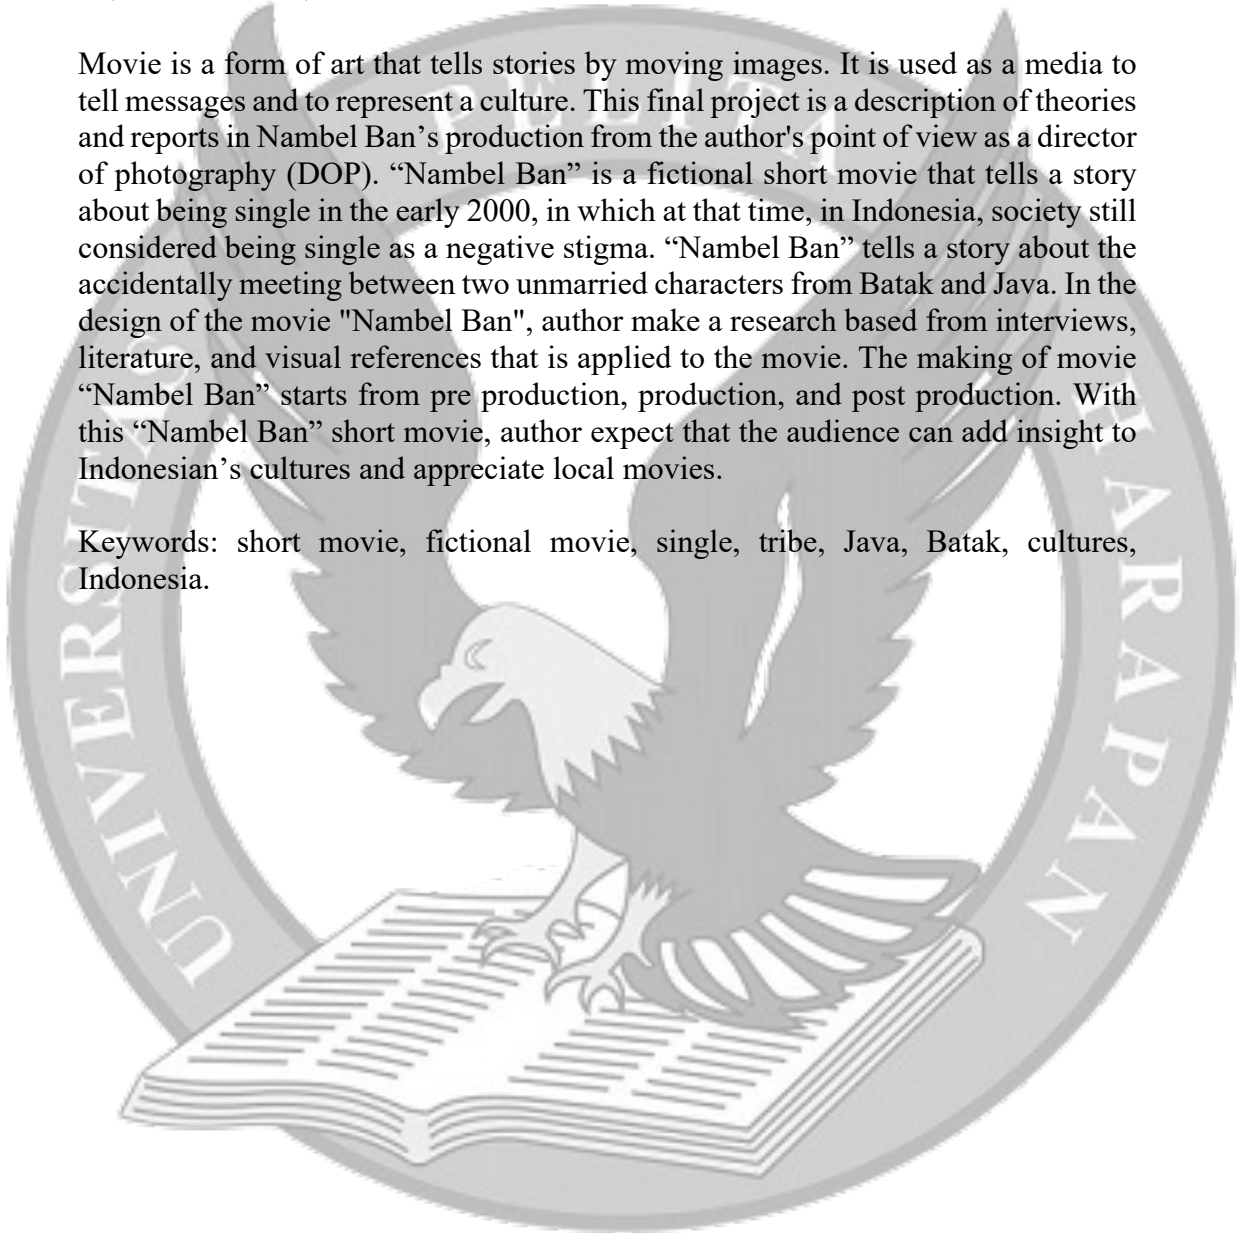 Movie is a form of art that tells stories by moving images. It is used as a media to
tell messages and to represent a culture. This final project is a description of theories
and reports in Nambel Ban’s production from the author's point of view as a director
of photography (DOP). “Nambel Ban” is a fictional short movie that tells a story
about being single in the early 2000, in which at that time, in Indonesia, society still
considered being single as a negative stigma. “Nambel Ban” tells a story about the
accidentally meeting between two unmarried characters from Batak and Java. In the
design of the movie "Nambel Ban", author make a research based from interviews,
literature, and visual references that is applied to the movie. The making of movie
“Nambel Ban” starts from pre production, production, and post production. With
this “Nambel Ban” short movie, author expect that the audience can add insight to
Indonesian’s cultures and appreciate local movies.
Keywords: short movie, fictional movie, single, tribe, Java, Batak, cultures,
Indonesia.
UNIVERSITAS
PELITA
HARAPAN